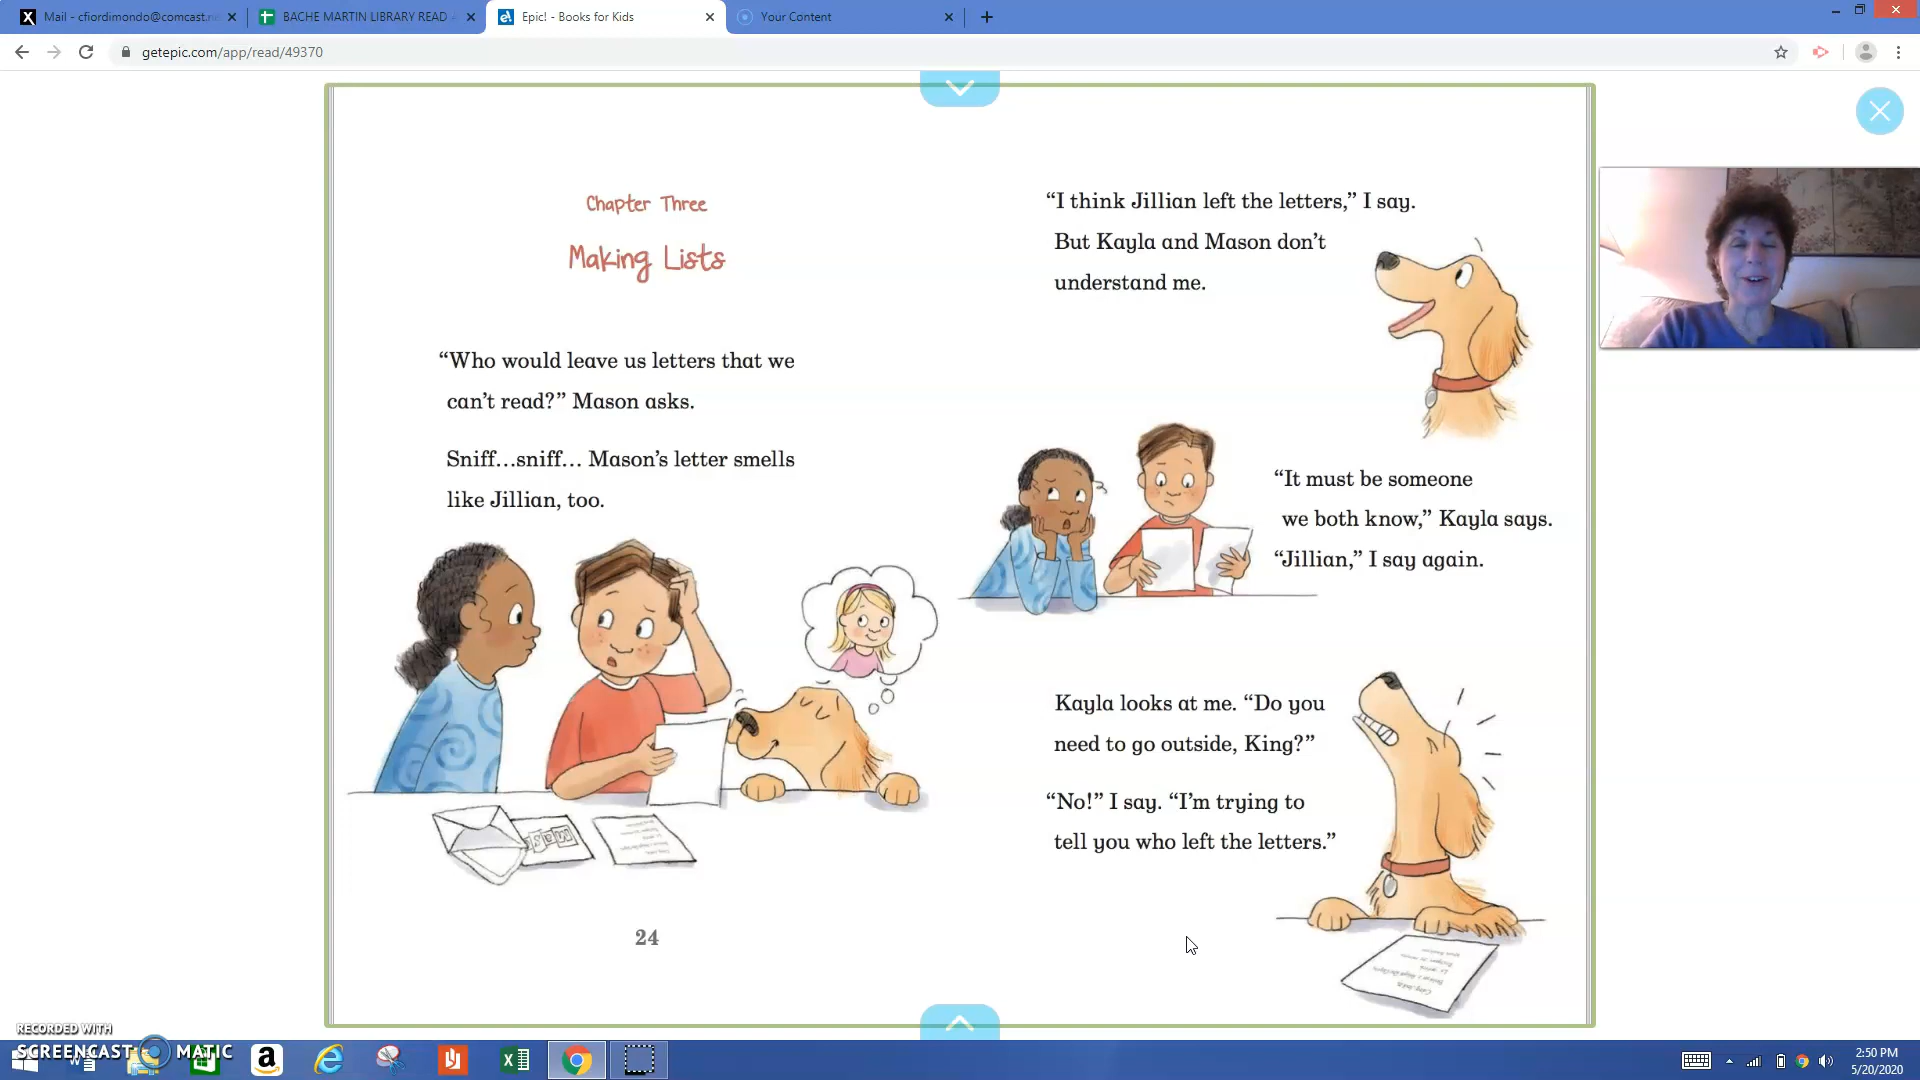 Mail - cfiordimondo@comcast.ne
BACHE MARTIN LIBRARY READ
Epic! - Books for Kids
Your Content
getepic.com/app/read/49370
Chapter Three
Making Lists
“Who would leave us letters that we
can’t read?” Mason asks.
Sniff…sniff… Mason’s letter smells
like Jillian, too.
24
“I think Jillian left the letters,” I say.
But Kayla and Mason don’t
understand me.
“It must be someone
we both know,” Kayla says.
“Jillian,” I say again.
Kayla looks at me. “Do you
need to go outside, King?”
“No!” I say. “I’m trying to
tell you who left the letters.”
RECORDED WITH
SCREENCAST MATIC
2:50 PM
5/20/2020